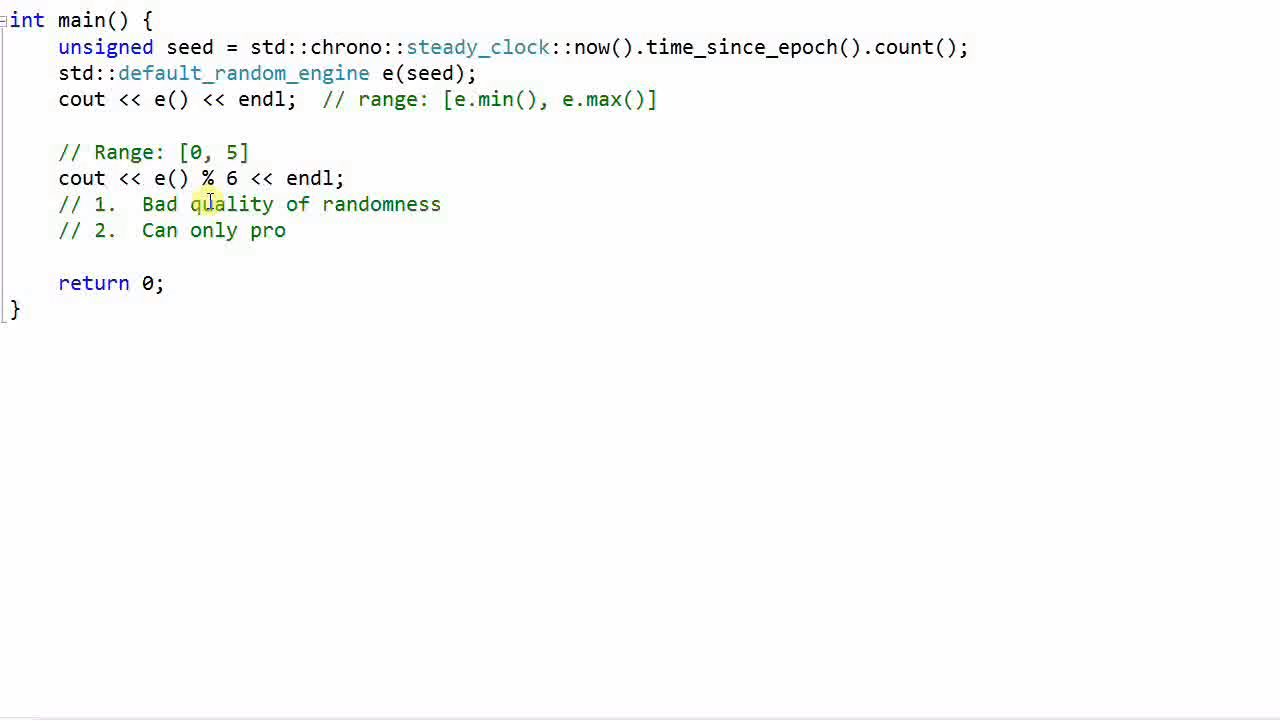 int main() {
    unsigned seed = std::chrono::steady_clock::now().time_since_epoch().count();
    std::default_random_engine e(seed);
    cout << e() << endl;  // range: [e.min(), e.max()]
    // Range: [0, 5]
    cout << e() % 6 << endl;
    // 1.  Bad quality of randomness
    // 2.  Can only pro
    return 0;
}